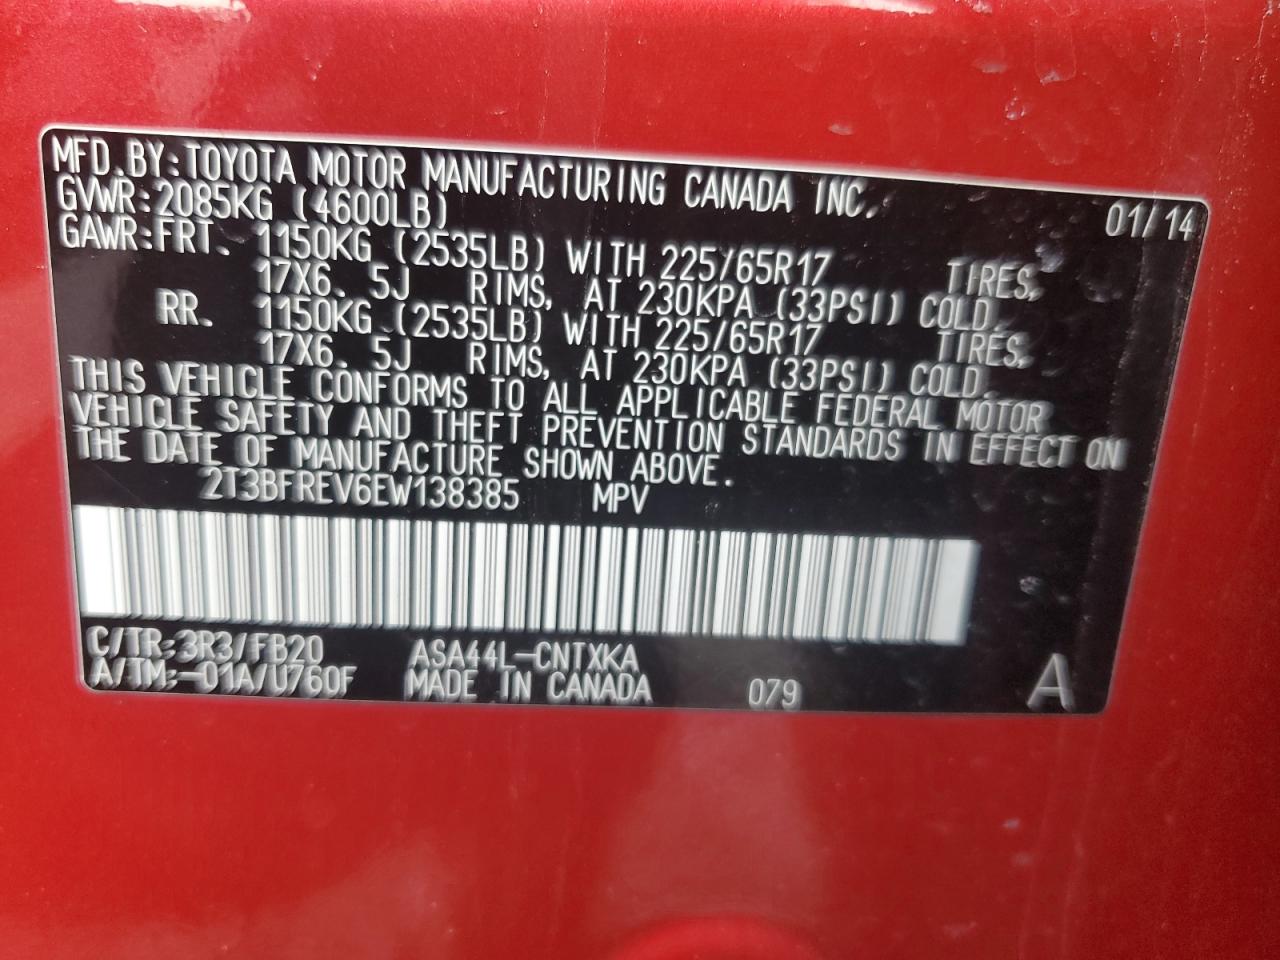 MFD.BY:TOYOTA MOTOR MANUFACTURING CANADA INC.
GVWR:2085KG (4600LB) 01/14
GAWR:FRT. 1150KG (2535LB) WITH 225/65R17 TIRES,
17X6.5J RIMS, AT 230KPA (33PSI) COLD.
RR. 1150KG (2535LB) WITH 225/65R17 TIRES,
17X6.5J RIMS, AT 230KPA (33PSI) COLD.
THIS VEHICLE CONFORMS TO ALL APPLICABLE FEDERAL MOTOR
VEHICLE SAFETY AND THEFT PREVENTION STANDARDS IN EFFECT ON
THE DATE OF MANUFACTURE SHOWN ABOVE.
2T3BFREV6EW138385 MPV
C/TR:3R3/FB20 ASA44L-CNTXKA
A/TM:-01A/U760F MADE IN CANADA 079 A